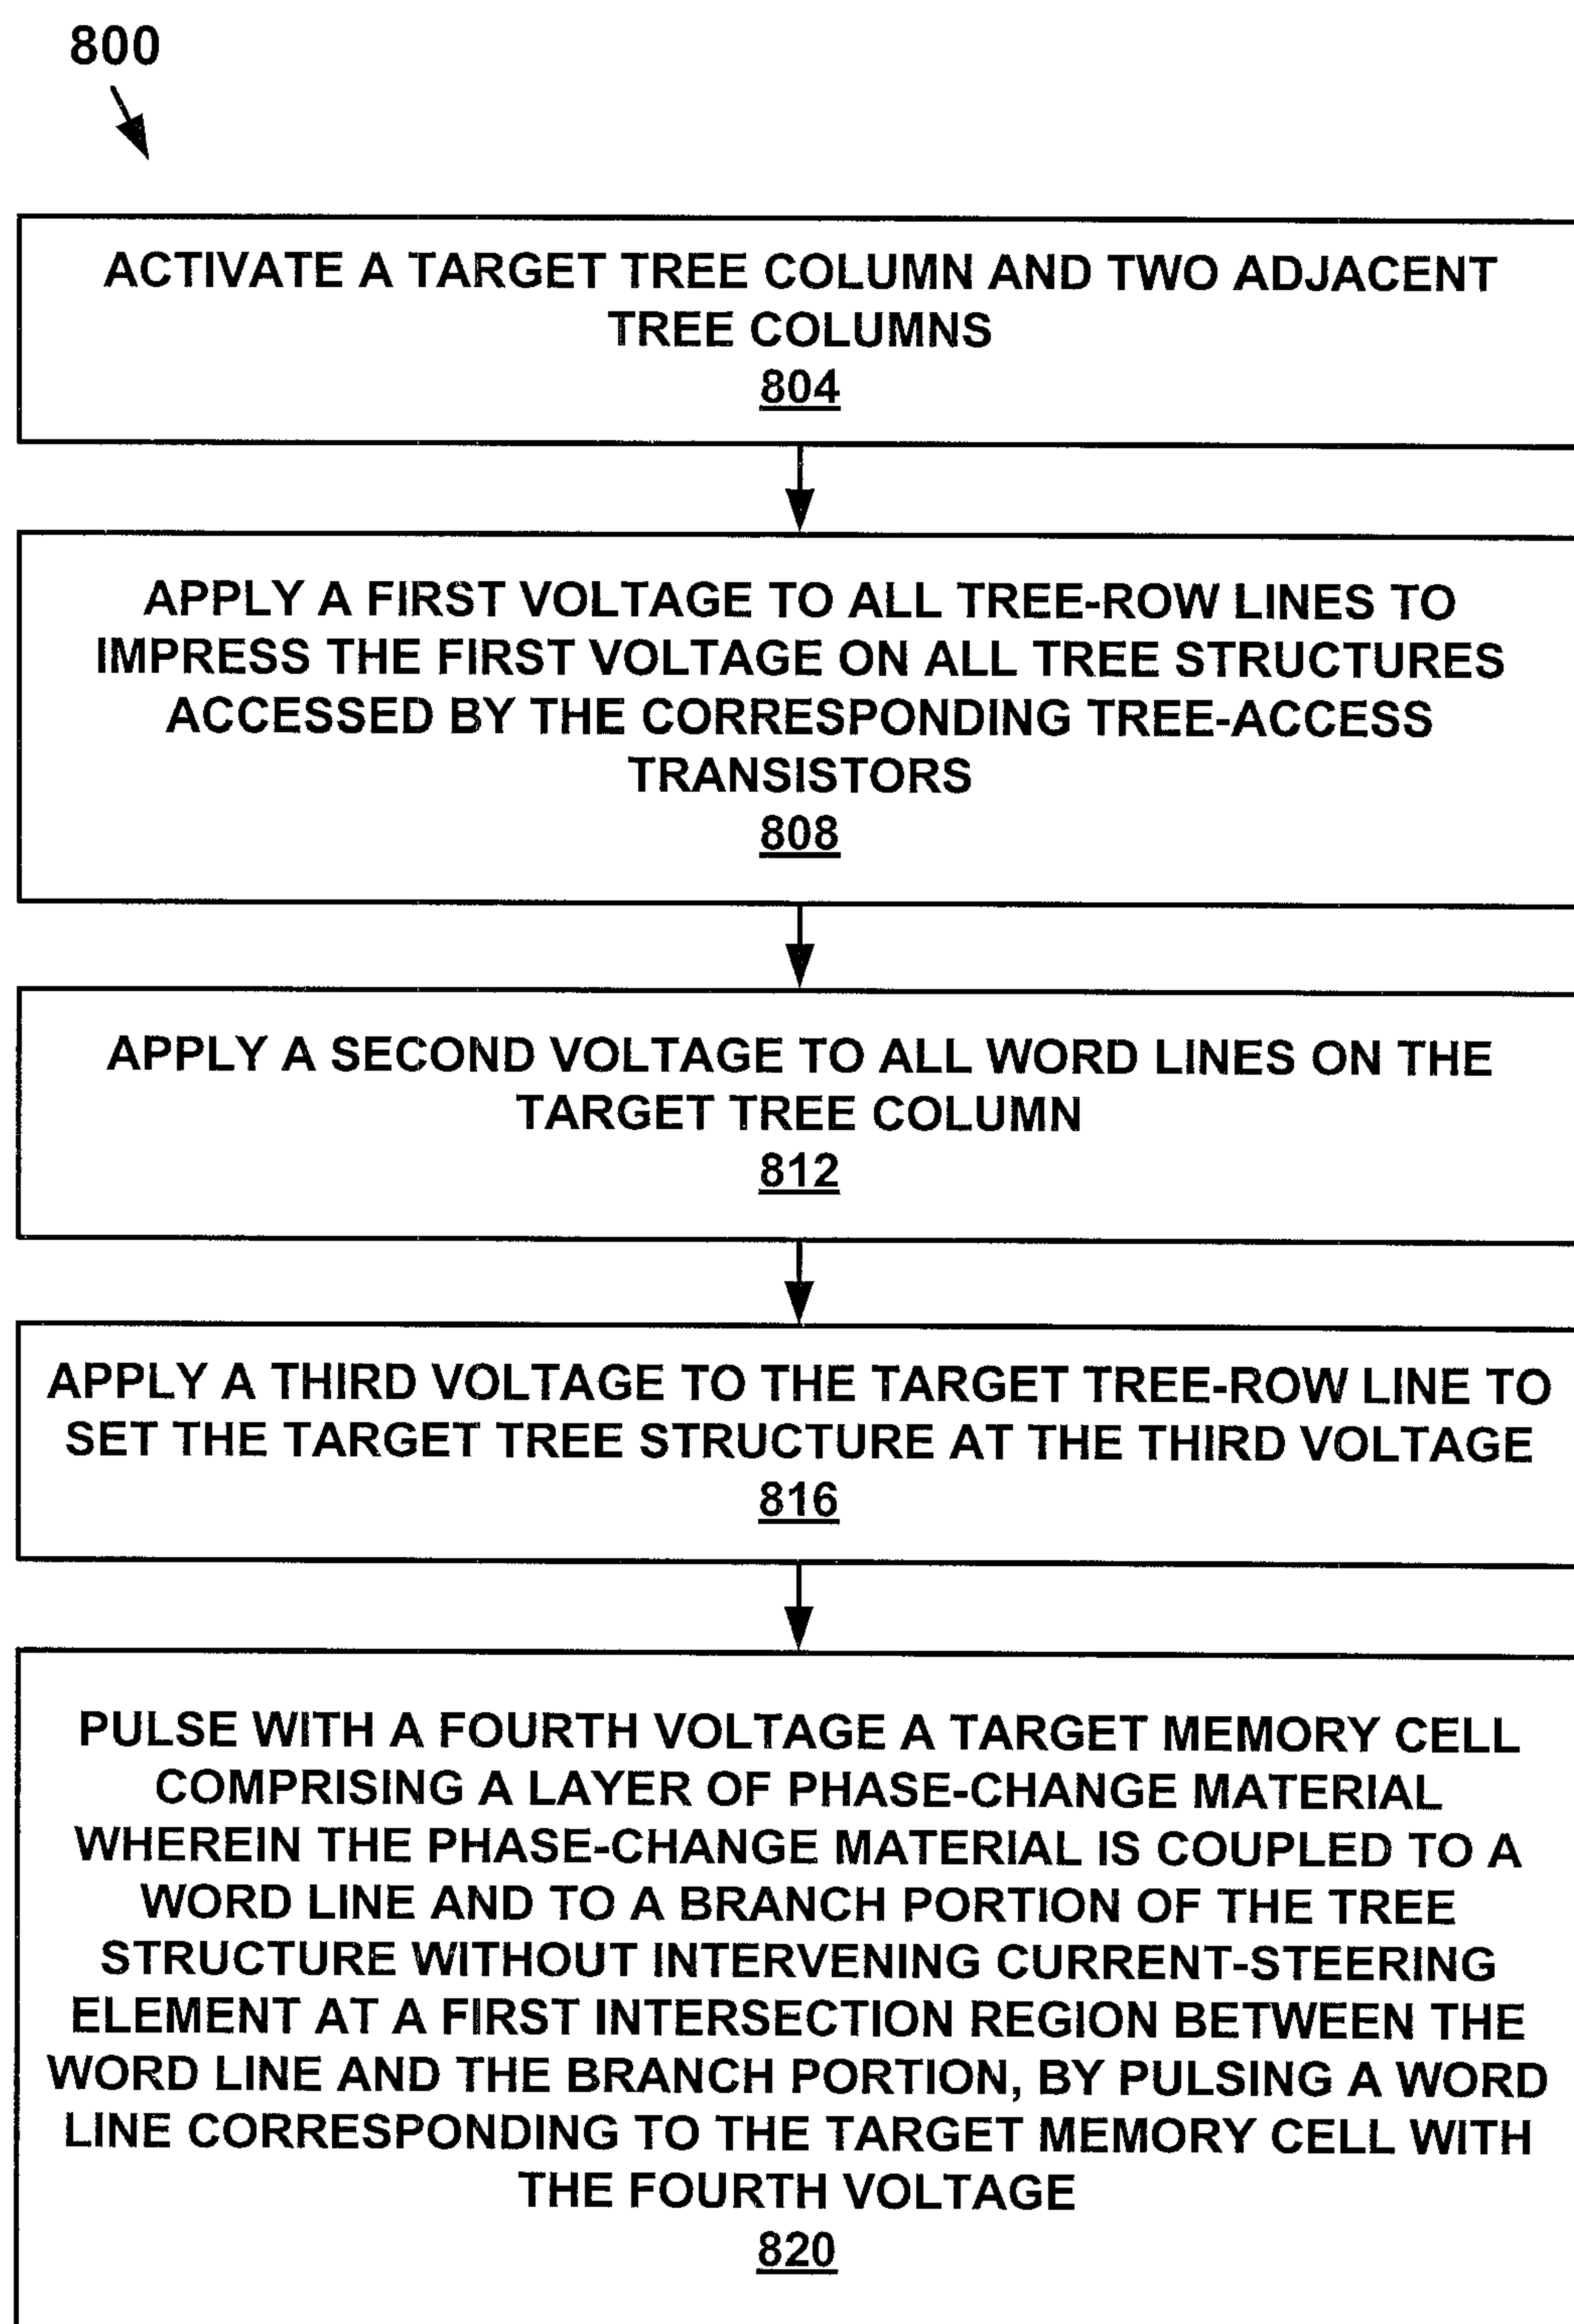 800
ACTIVATE A TARGET TREE COLUMN AND TWO ADJACENT
TREE COLUMNS
804
APPLY A FIRST VOLTAGE TO ALL TREE-ROW LINES TO
IMPRESS THE FIRST VOLTAGE ON ALL TREE STRUCTURES
ACCESSED BY THE CORRESPONDING TREE-ACCESS
TRANSISTORS
808
APPLY A SECOND VOLTAGE TO ALL WORD LINES ON THE
TARGET TREE COLUMN
812
APPLY A THIRD VOLTAGE TO THE TARGET TREE-ROW LINE TO
SET THE TARGET TREE STRUCTURE AT THE THIRD VOLTAGE
816
PULSE WITH A FOURTH VOLTAGE A TARGET MEMORY CELL
COMPRISING A LAYER OF PHASE-CHANGE MATERIAL
WHEREIN THE PHASE-CHANGE MATERIAL IS COUPLED TO A
WORD LINE AND TO A BRANCH PORTION OF THE TREE
STRUCTURE WITHOUT INTERVENING CURRENT-STEERING
ELEMENT AT A FIRST INTERSECTION REGION BETWEEN THE
WORD LINE AND THE BRANCH PORTION, BY PULSING A WORD
LINE CORRESPONDING TO THE TARGET MEMORY CELL WITH
THE FOURTH VOLTAGE
820